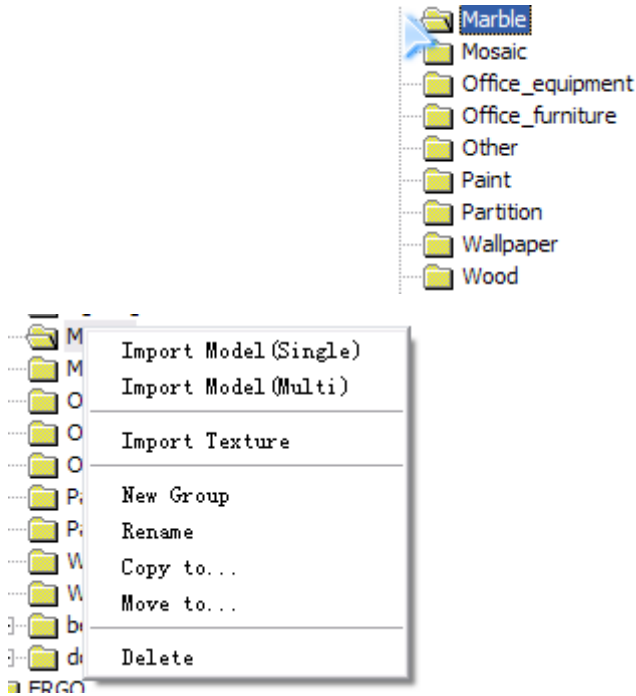 Marble
Mosaic
Office_equipment
Office_furniture
Other
Paint
Partition
Wallpaper
Wood
Import Model(Single)
Import Model(Multi)
Import Texture
New Group
Rename
Copy to...
Move to...
Delete
ERGO